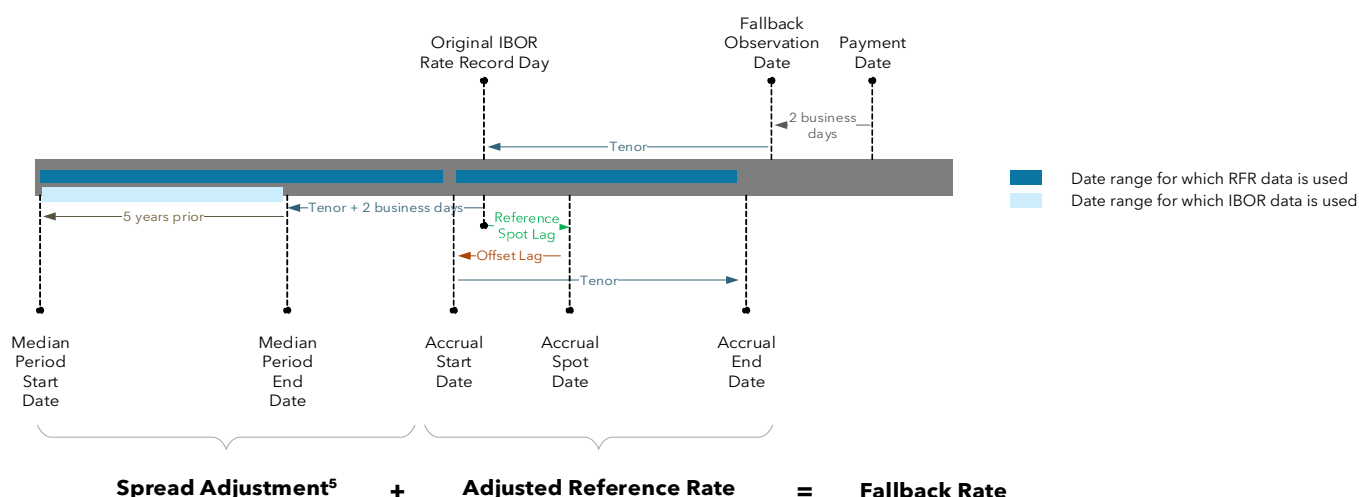 Original IBOR
Rate Record Day
Fallback
Observation
Date
Payment
Date
2 business
days
Tenor
Date range for which RFR data is used
Date range for which IBOR data is used
5 years prior
Tenor + 2 business days
Reference
Spot Lag
Offset Lag
Tenor
Median
Period
Start
Date
Median
Period
End
Date
Accrual
Start
Date
Accrual
Spot
Date
Accrual
End
Date
Spread Adjustment⁵ + Adjusted Reference Rate = Fallback Rate